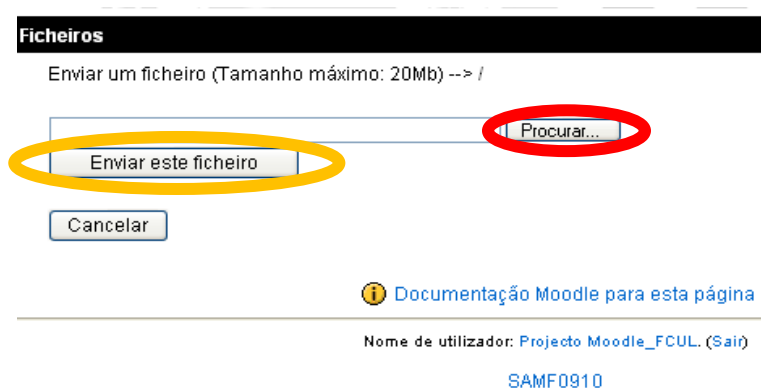 Ficheiros
Enviar um ficheiro (Tamanho máximo: 20Mb) --> /
Procurar...
Enviar este ficheiro
Cancelar
Documentação Moodle para esta página
Nome de utilizador: Projecto Moodle_FCUL. (Sair)
SAMF0910